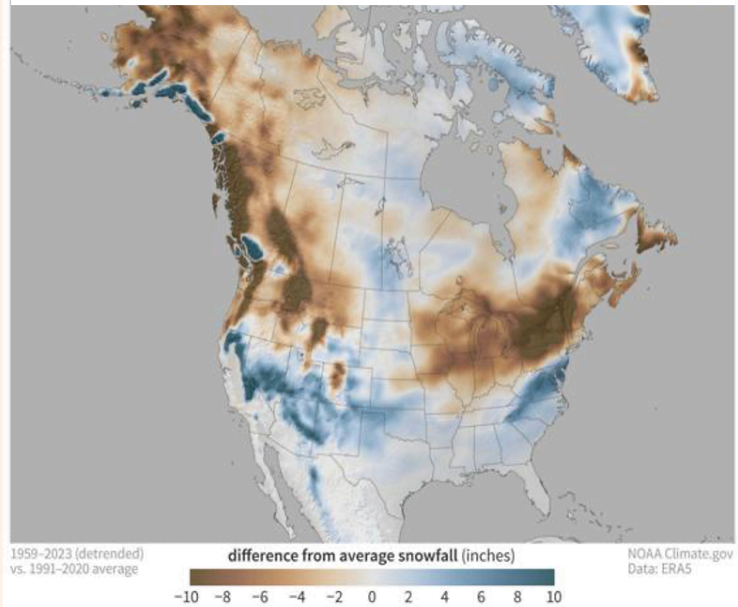 1959–2023 (detrended)
vs. 1991–2020 average
difference from average snowfall (inches)
−10 −8 −6 −4 −2 0 2 4 6 8 10
NOAA Climate.gov
Data: ERA5